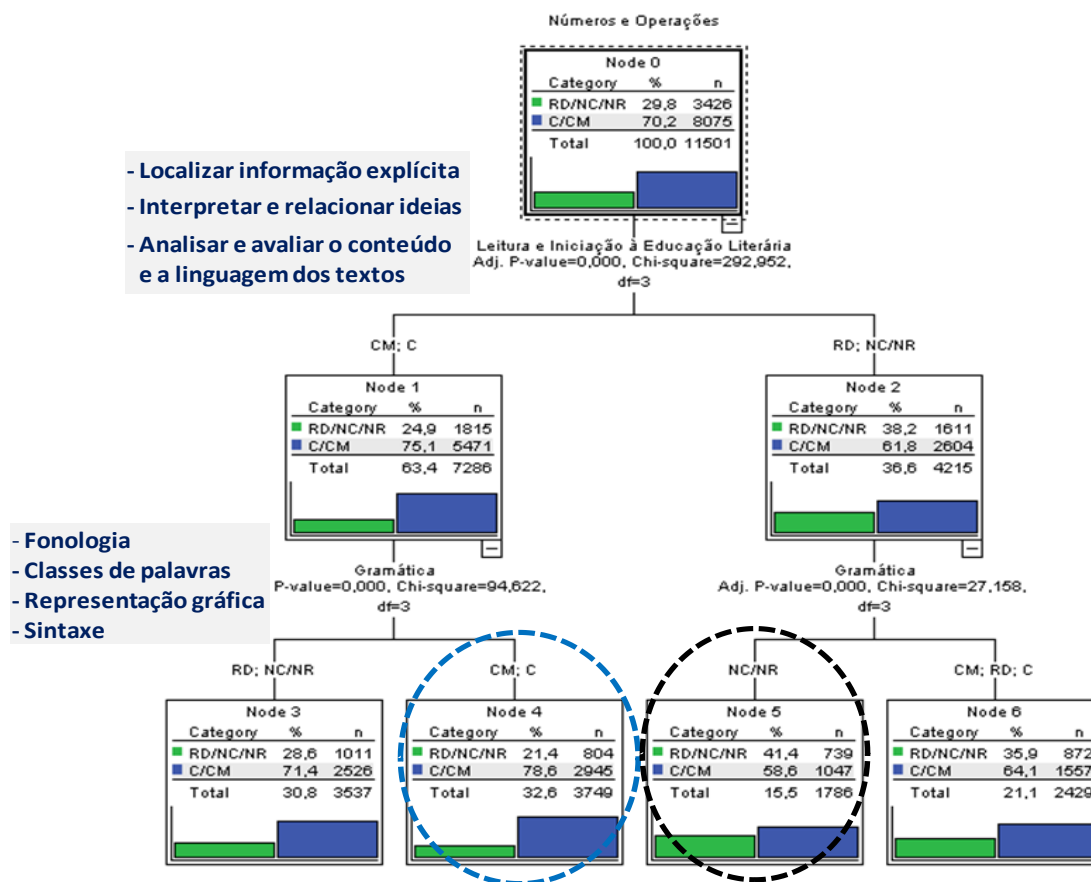 Números e Operações
Node 0
Category % n
RD/NC/NR 29,8 3426
C/CM 70,2 8075
Total 100,0 11501
- Localizar informação explícita
- Interpretar e relacionar ideias
- Analisar e avaliar o conteúdo
e a linguagem dos textos
Leitura e Iniciação à Educação Literária
Adj. P-value=0,000, Chi-square=292,952,
df=3
CM; C
RD; NC/NR
Node 1
Category % n
RD/NC/NR 24,9 1815
C/CM 75,1 5471
Total 63,4 7286
Node 2
Category % n
RD/NC/NR 38,2 1611
C/CM 61,8 2604
Total 36,6 4215
- Fonologia
- Classes de palavras
- Representação gráfica
- Sintaxe
Gramática
P-value=0,000, Chi-square=94,622,
df=3
Gramática
Adj. P-value=0,000, Chi-square=27,158,
df=3
RD; NC/NR
CM; C
NC/NR
CM; RD; C
Node 3
Category % n
RD/NC/NR 28,6 1011
C/CM 71,4 2526
Total 30,8 3537
Node 4
Category % n
RD/NC/NR 21,4 804
C/CM 78,6 2945
Total 32,6 3749
Node 5
Category % n
RD/NC/NR 41,4 739
C/CM 58,6 1047
Total 15,5 1786
Node 6
Category % n
RD/NC/NR 35,9 872
C/CM 64,1 1557
Total 21,1 2429